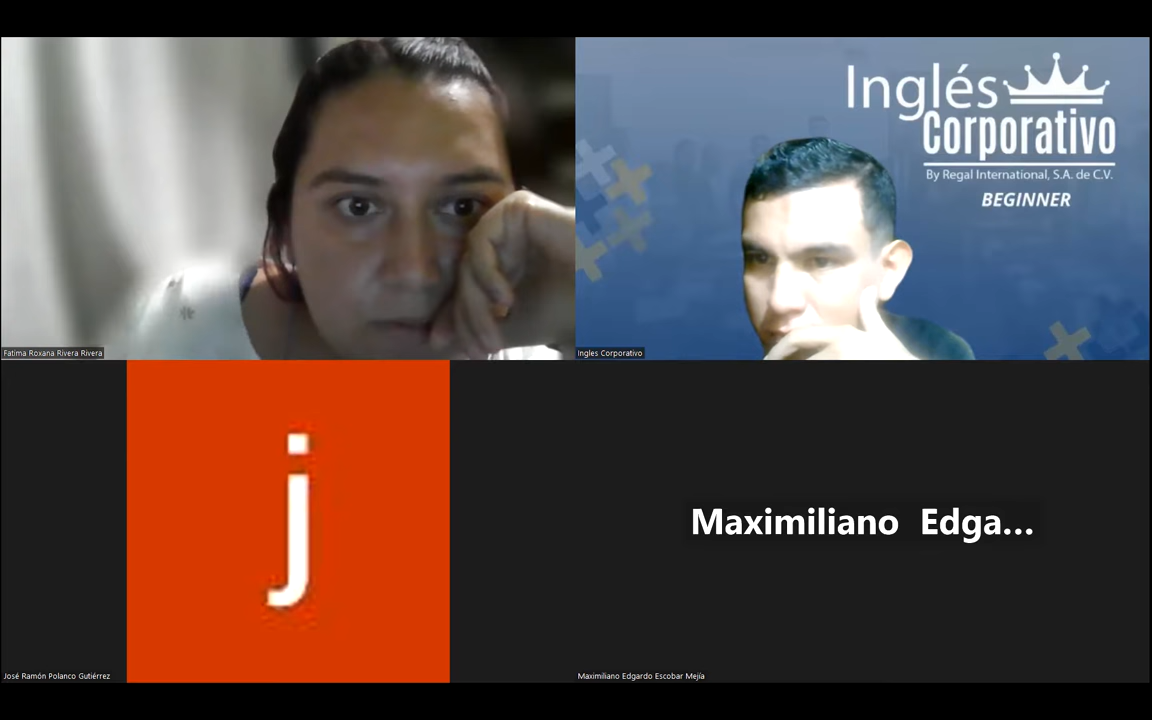 Inglés
Corporativo
By Regal International, S.A. de C.V.
BEGINNER
Fatima Roxana Rivera Rivera
Ingles Corporativo
j
Maximiliano Edga...
José Ramón Polanco Gutiérrez
Maximiliano Edgardo Escobar Mejía